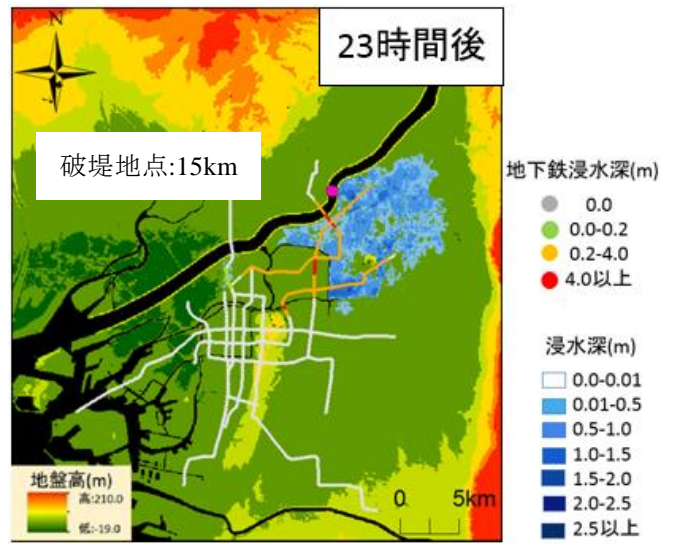 N
23時間後
破堤地点:15km
地下鉄浸水深(m)
0.0
0.0-0.2
0.2-4.0
4.0以上
浸水深(m)
0.0-0.01
0.01-0.5
0.5-1.0
1.0-1.5
1.5-2.0
2.0-2.5
2.5以上
地盤高(m)
高:210.0
低:-19.0
0 5km